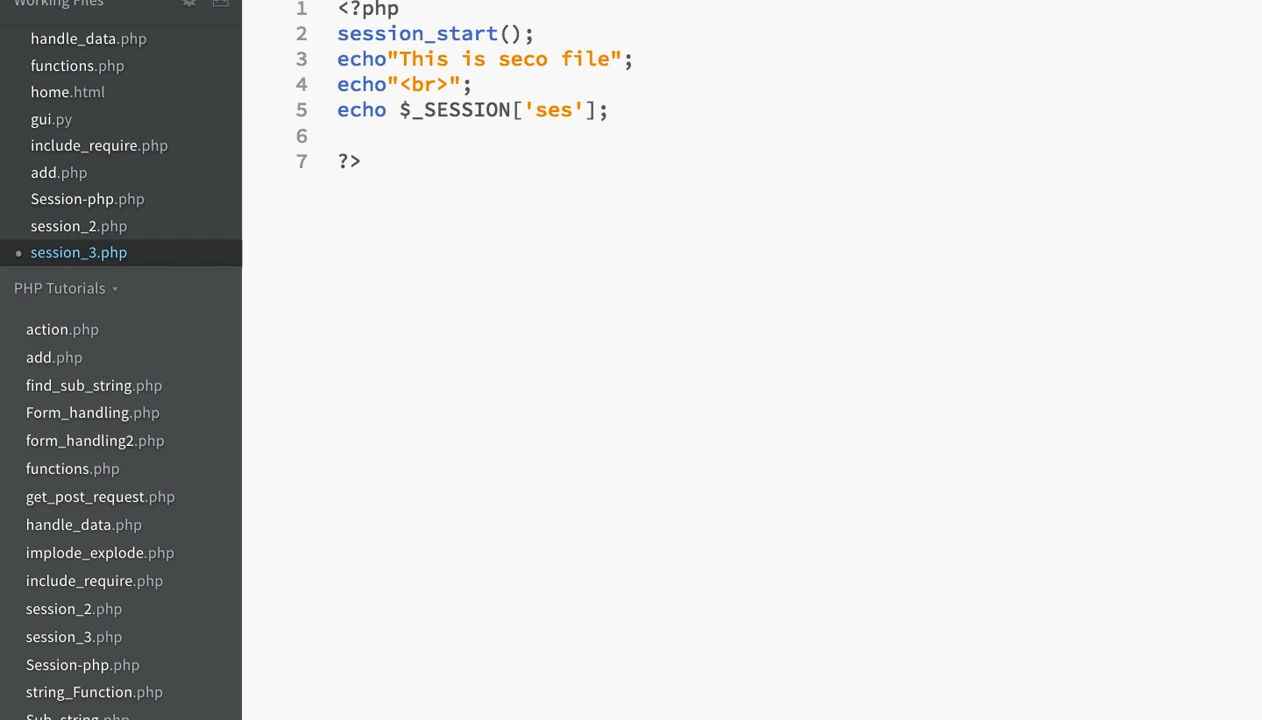 Working Files
handle_data.php
functions.php
home.html
gui.py
include_require.php
add.php
Session-php.php
session_2.php
session_3.php
PHP Tutorials
action.php
add.php
find_sub_string.php
Form_handling.php
form_handling2.php
functions.php
get_post_request.php
handle_data.php
implode_explode.php
include_require.php
session_2.php
session_3.php
Session-php.php
string_Function.php
Sub_string.php
1 <?php
2 session_start();
3 echo"This is seco file";
4 echo"<br>";
5 echo $_SESSION['ses'];
6
7 ?>